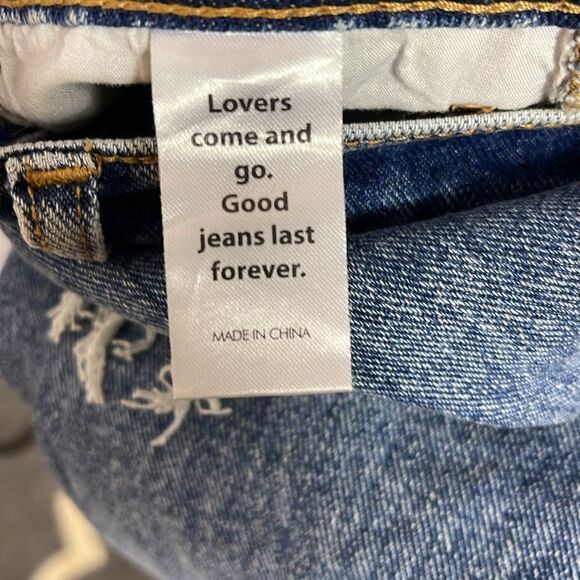 Lovers
come and
go.
Good
jeans last
forever.
MADE IN CHINA